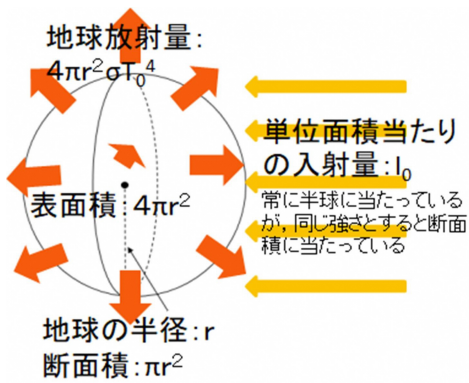 地球放射量：
4πr²σT₀⁴
単位面積当たり
の入射量：I₀
常に半球に当たっている
が，同じ強さとすると断面
積に当たっている
表面積：4πr²
地球の半径：r
断面積：πr²